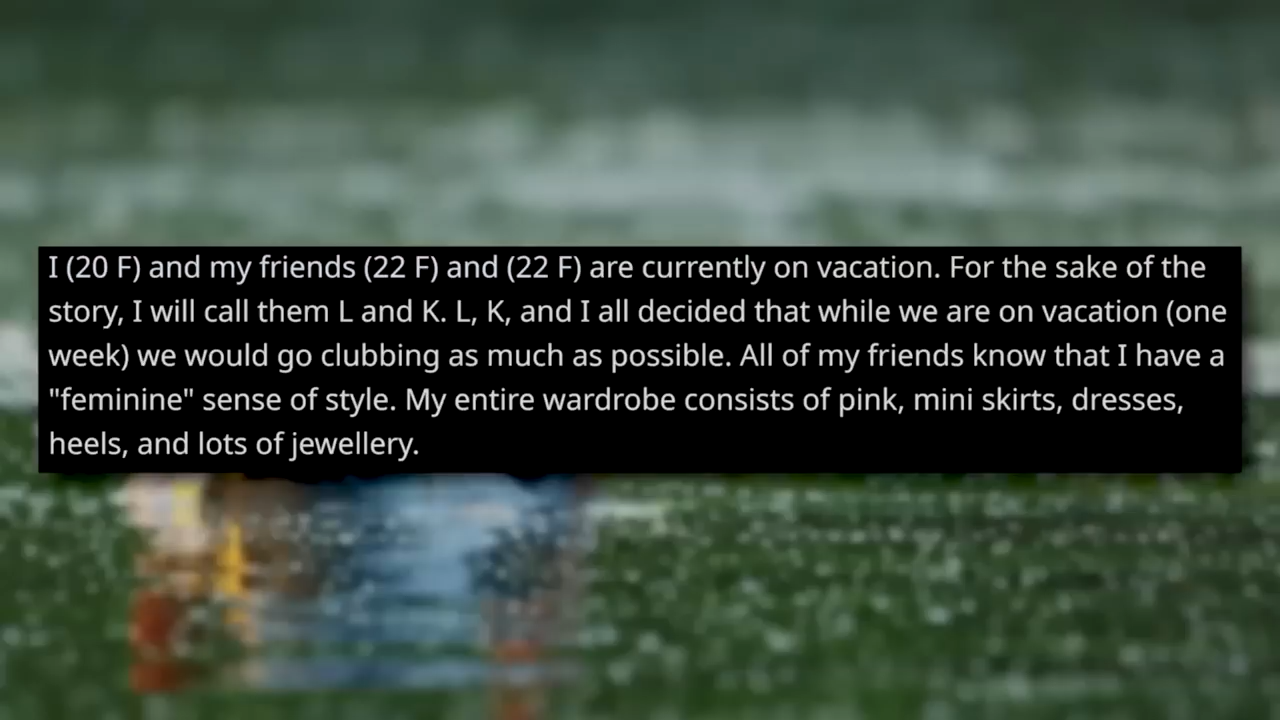 I (20 F) and my friends (22 F) and (22 F) are currently on vacation. For the sake of the
story, I will call them L and K. L, K, and I all decided that while we are on vacation (one
week) we would go clubbing as much as possible. All of my friends know that I have a
"feminine" sense of style. My entire wardrobe consists of pink, mini skirts, dresses,
heels, and lots of jewellery.